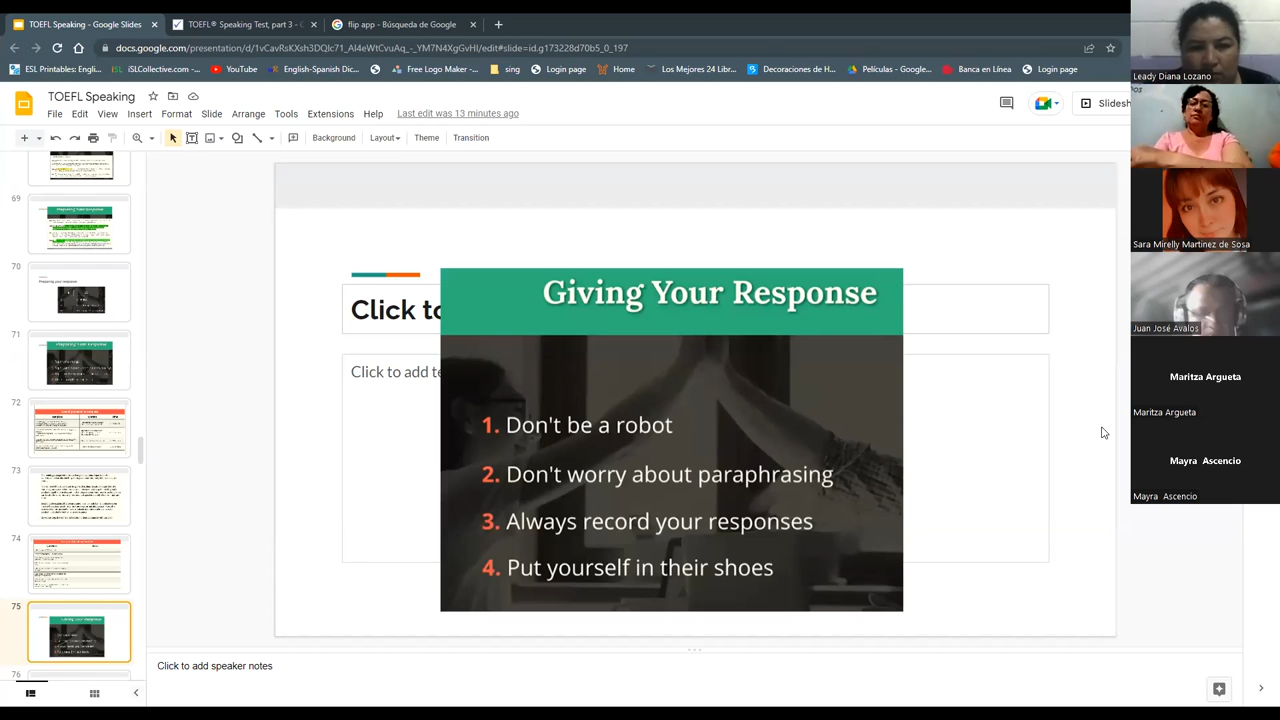 TOEFL Speaking - Google Slides
TOEFL® Speaking Test, part 3 -
flip app - Búsqueda de Google
docs.google.com/presentation/d/1vCavRsKXsh3DQlc71_Al4eWtCvuAq_-_YM7N4XgGvHI/edit#slide=id.g173228d70b5_0_197
ESL Printables: Engli...
iSLCollective.com -...
YouTube
English-Spanish Dic...
Free Logo Maker -...
sing
Login page
Home
Los Mejores 24 Libr...
Decoraciones de H...
Películas - Google...
Banca en Línea
Login page
TOEFL Speaking
File Edit View Insert Format Slide Arrange Tools Extensions Help
Last edit was 13 minutes ago
Slidesh
Background
Layout
Theme
Transition
69
70
71
72
73
74
75
76
Click to
Click to add te
Giving Your Response
1. Don't be a robot
2. Don't worry about paraphrasing
3. Always record your responses
4. Put yourself in their shoes
Click to add speaker notes
Leady Diana Lozano
Sara Mirelly Martinez de Sosa
Juan José Avalos
Maritza Argueta
Maritza Argueta
Mayra Ascencio
Mayra Ascencio